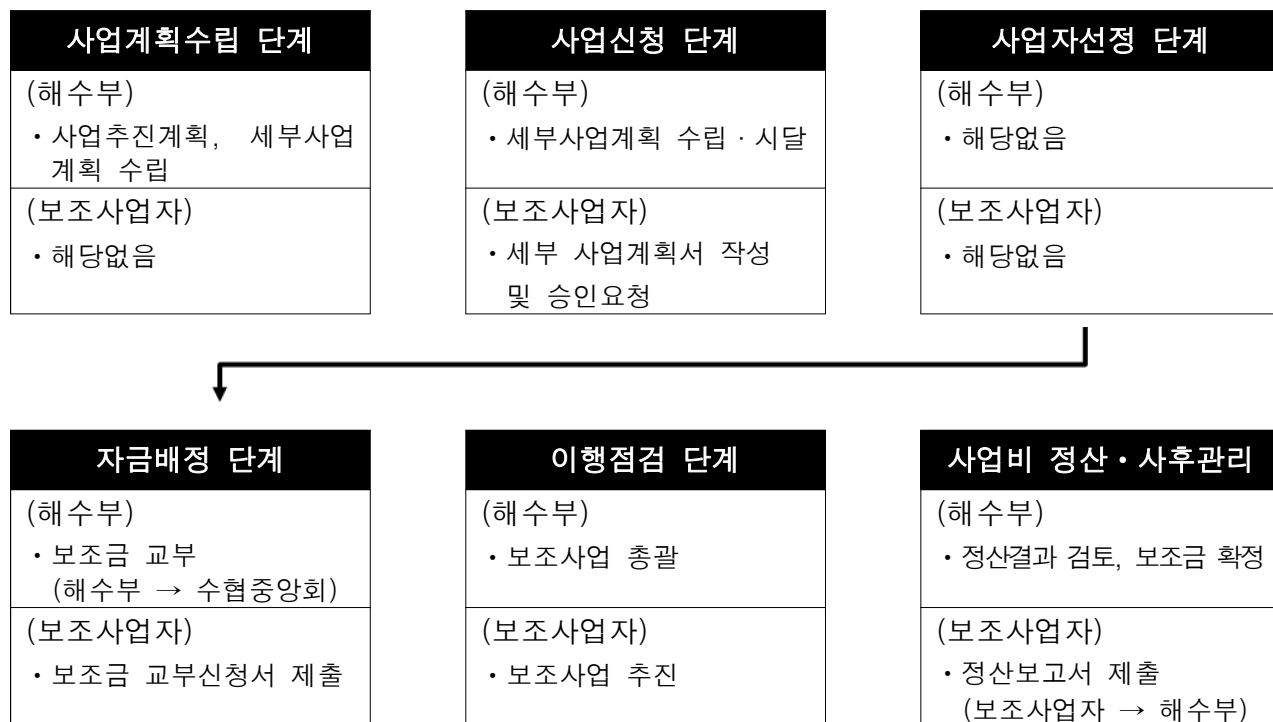 사업계획수립 단계
(해수부)
・사업추진계획, 세부사업
계획 수립
(보조사업자)
・해당없음
사업신청 단계
(해수부)
・세부사업계획 수립・시달
(보조사업자)
・세부 사업계획서 작성
및 승인요청
사업자선정 단계
(해수부)
・해당없음
(보조사업자)
・해당없음
자금배정 단계
(해수부)
・보조금 교부
(해수부 → 수협중앙회)
(보조사업자)
・보조금 교부신청서 제출
이행점검 단계
(해수부)
・보조사업 총괄
(보조사업자)
・보조사업 추진
사업비 정산・사후관리
(해수부)
・정산결과 검토, 보조금 확정
(보조사업자)
・정산보고서 제출
(보조사업자 → 해수부)